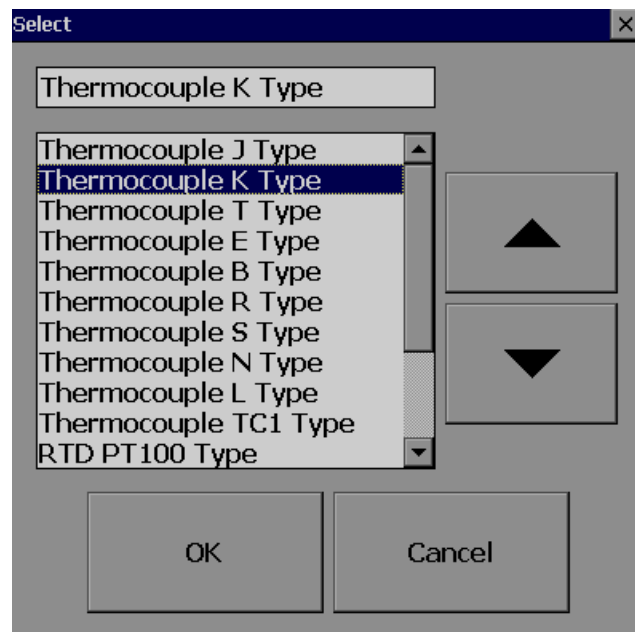 Select
Thermocouple K Type
Thermocouple J Type
Thermocouple K Type
Thermocouple T Type
Thermocouple E Type
Thermocouple B Type
Thermocouple R Type
Thermocouple S Type
Thermocouple N Type
Thermocouple L Type
Thermocouple TC1 Type
RTD PT100 Type
OK
Cancel